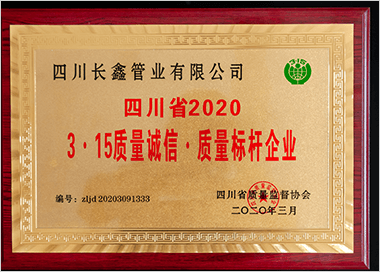 四川长鑫管业有限公司
四川省2020
3·15质量诚信·质量标杆企业
编号：zljd 20203091333
四川省质量监督协会
二〇二〇年三月